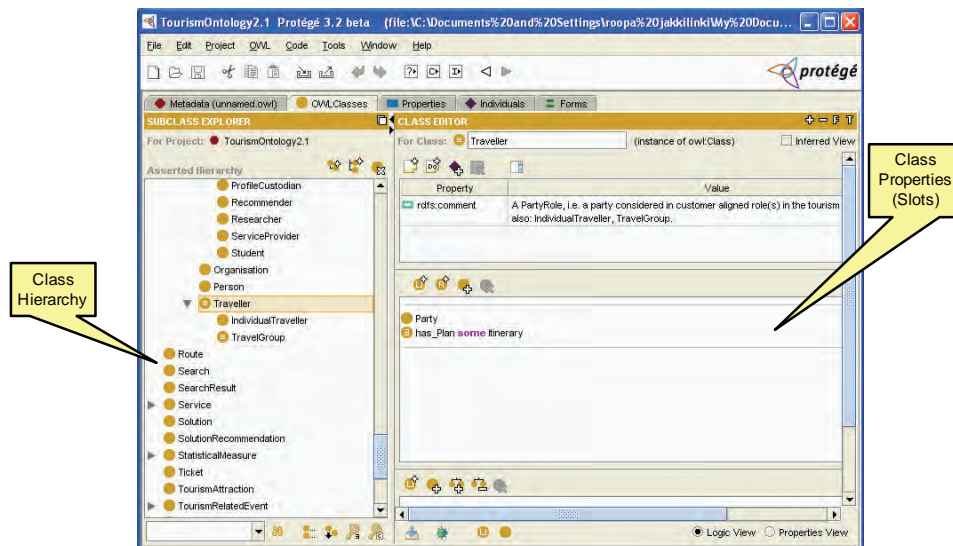 TourismOntology2.1 Protégé 3.2 beta (file:\C:\Documents%20and%20Settings\roopa%20jakkilinki\My%20Docu...
File Edit Project OWL Code Tools Window Help
protégé
Metadata (unnamed.owl) OWLClasses Properties Individuals Forms
SUBCLASS EXPLORER
For Project: TourismOntology2.1
Asserted Hierarchy
ProfileCustodian
Recommender
Researcher
ServiceProvider
Student
Organisation
Person
Traveller
IndividualTraveller
TravelGroup
Route
Search
SearchResult
Service
Solution
SolutionRecommendation
StatisticalMeasure
Ticket
TourismAttraction
TourismRelatedEvent
CLASS EDITOR
For Class: Traveller (instance of owl:Class) Inferred View
Property Value
rdfs:comment A PartyRole, i.e. a party considered in customer aligned role(s) in the tourism
also: IndividualTraveller, TravelGroup.
Party
has_Plan some Itinerary
Logic View Properties View
Class
Hierarchy
Class
Properties
(Slots)